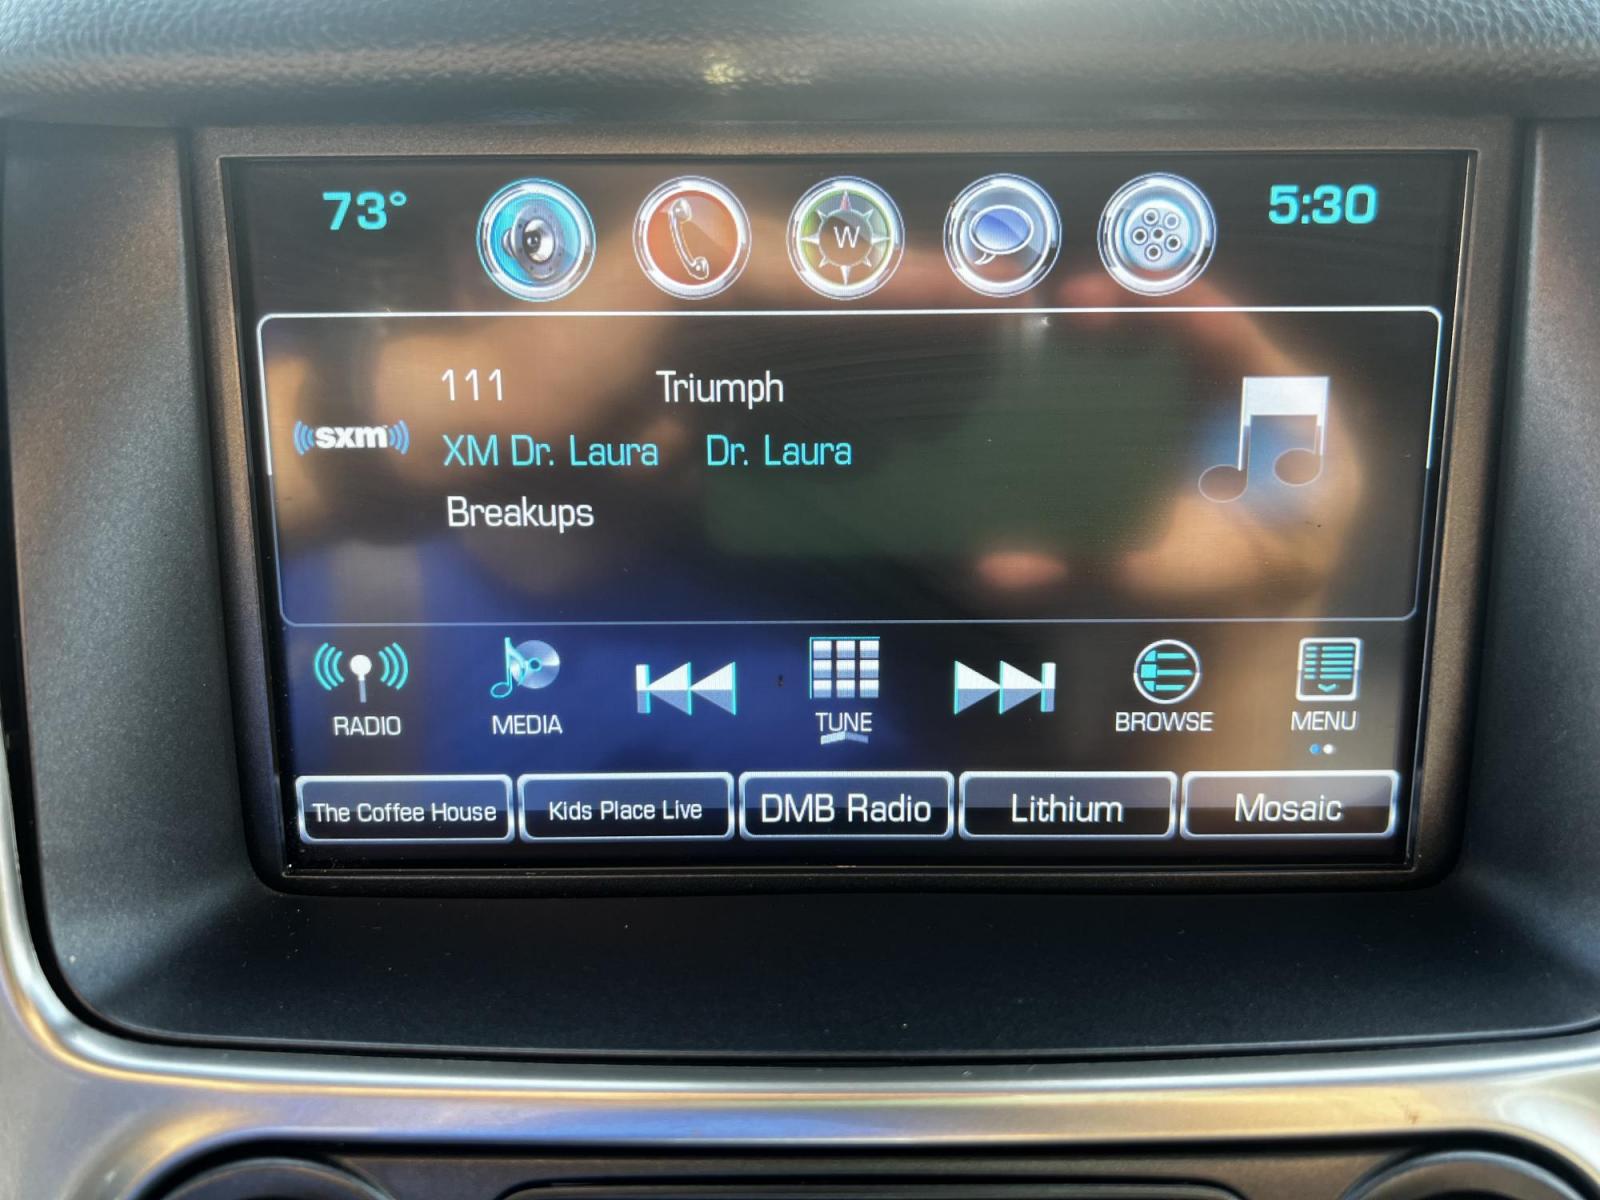 73° W 5:30
111 Triumph
sxm XM Dr. Laura Dr. Laura
Breakups
RADIO MEDIA TUNE BROWSE MENU
The Coffee House Kids Place Live DMB Radio Lithium Mosaic